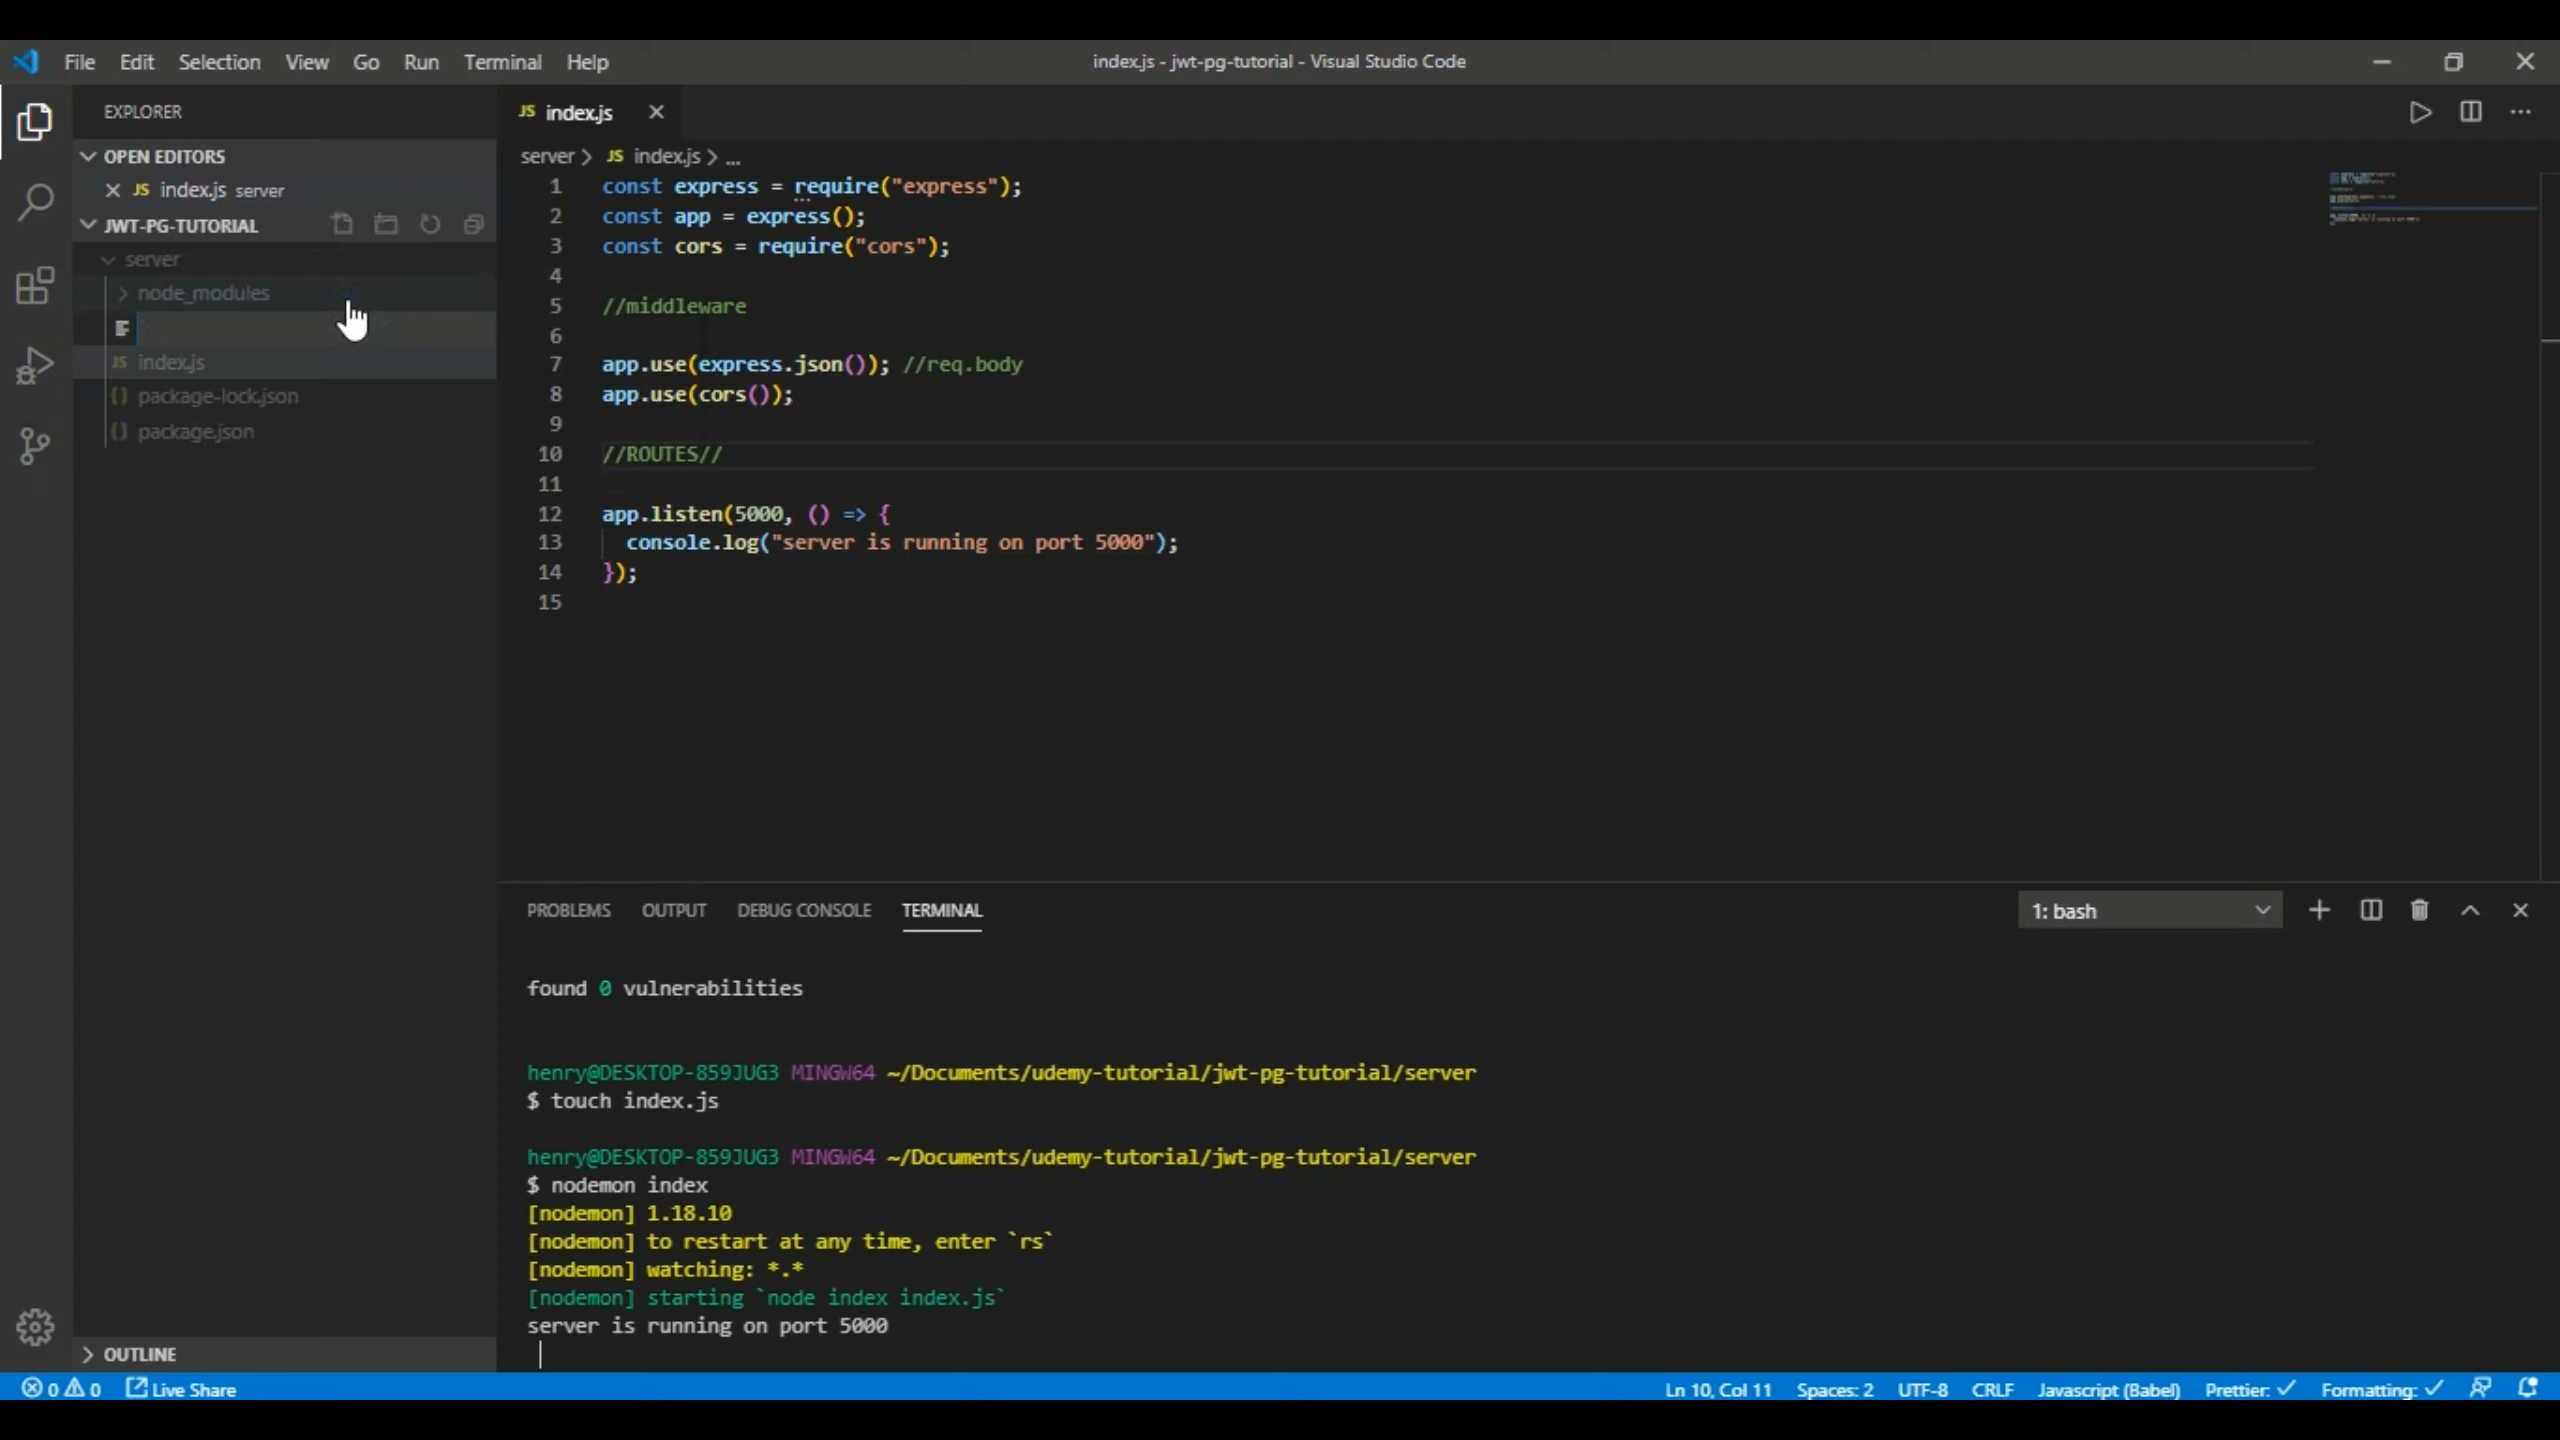 File Edit Selection View Go Run Terminal Help
index.js - jwt-pg-tutorial - Visual Studio Code
EXPLORER
OPEN EDITORS
JS index.js server
JWT-PG-TUTORIAL
server
node_modules
JS index.js
{} package-lock.json
{} package.json
OUTLINE
JS index.js
server > JS index.js > ...
1 const express = require("express");
2 const app = express();
3 const cors = require("cors");
4
5 //middleware
6
7 app.use(express.json()); //req.body
8 app.use(cors());
9
10 //ROUTES//
11
12 app.listen(5000, () => {
13 console.log("server is running on port 5000");
14 });
15
PROBLEMS OUTPUT DEBUG CONSOLE TERMINAL
1: bash
found 0 vulnerabilities
henry@DESKTOP-859JUG3 MINGW64 ~/Documents/udemy-tutorial/jwt-pg-tutorial/server
$ touch index.js
henry@DESKTOP-859JUG3 MINGW64 ~/Documents/udemy-tutorial/jwt-pg-tutorial/server
$ nodemon index
[nodemon] 1.18.10
[nodemon] to restart at any time, enter `rs`
[nodemon] watching: *.*
[nodemon] starting `node index index.js`
server is running on port 5000
0 0 Live Share
Ln 10, Col 11 Spaces: 2 UTF-8 CRLF Javascript (Babel) Prettier: ✓ Formatting: ✓